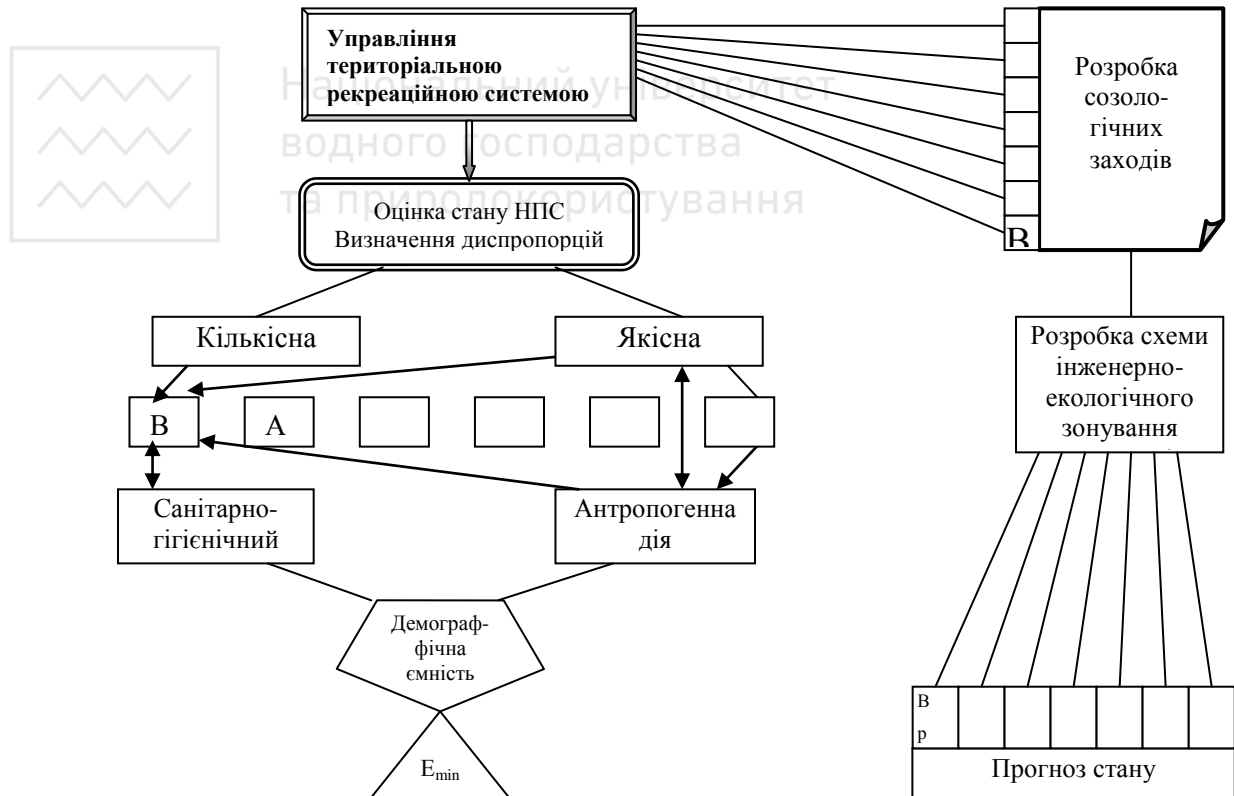 Управління
територіальною
рекреаційною системою
Національний університет
водного господарства
та природокористування
Оцінка стану НПС
Визначення диспропорцій
Розробка
созоло-
гічних
заходів
В
Кількісна
Якісна
В
А
Санітарно-
гігієнічний
Антропогенна
дія
Демограф-
фічна
ємність
Emin
Розробка схеми
інженерно-
екологічного
зонування
В
р
Прогноз стану